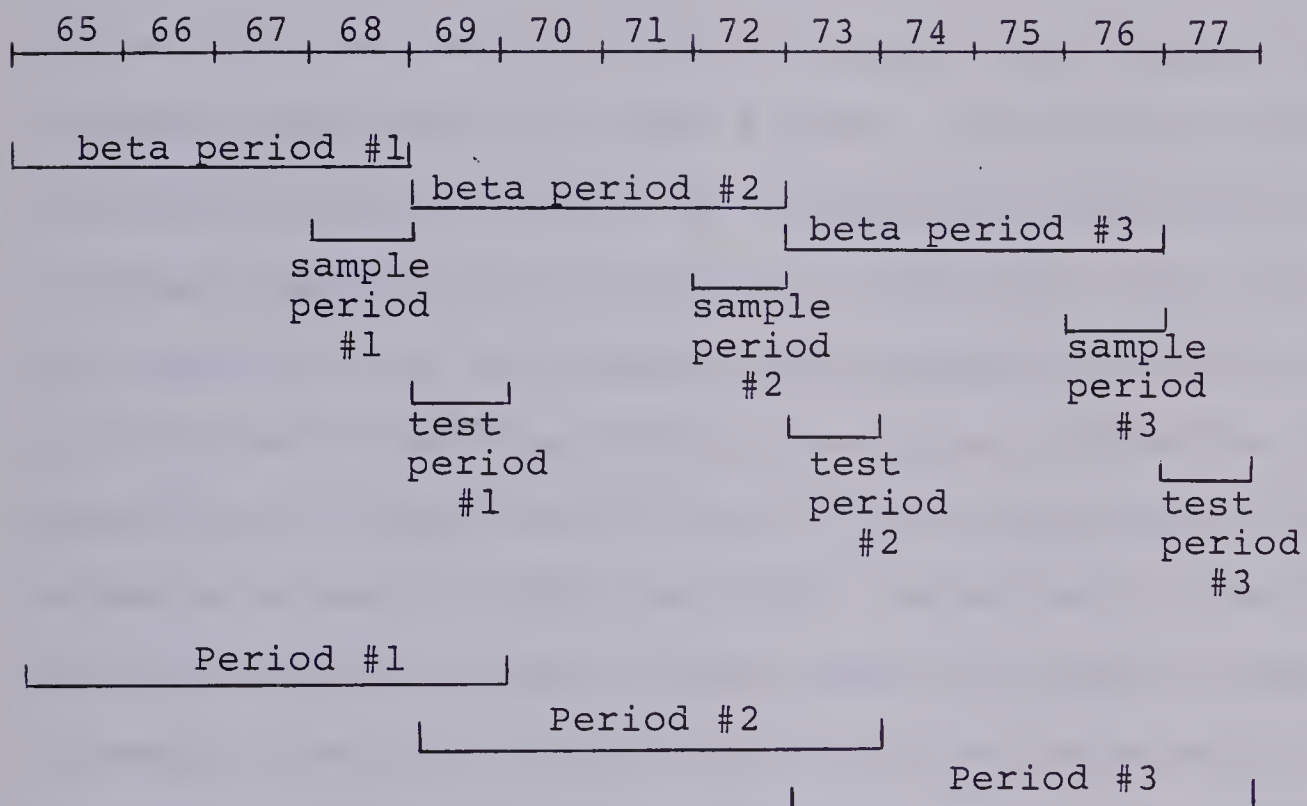 65 66 67 68 69 70 71 72 73 74 75 76 77
beta period #1
beta period #2
beta period #3
sample
period
#1
sample
period
#2
sample
period
#3
test
period
#1
test
period
#2
test
period
#3
Period #1
Period #2
Period #3